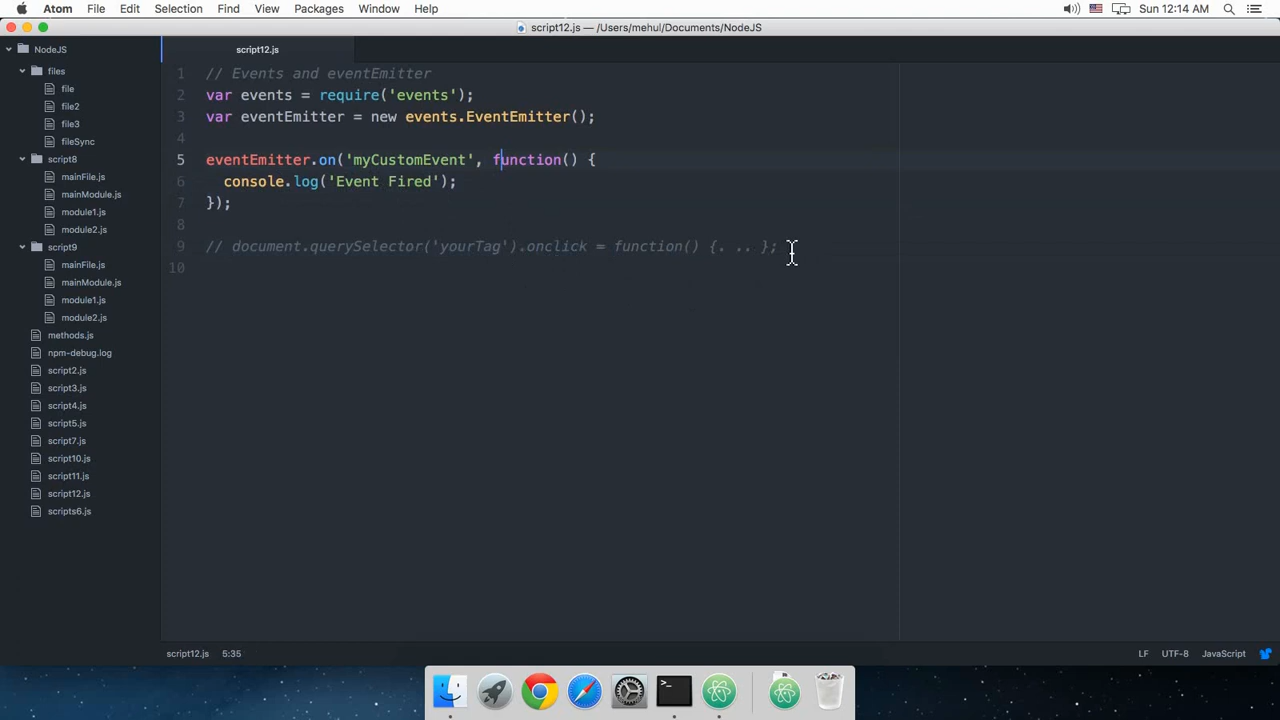 Atom File Edit Selection Find View Packages Window Help Sun 12:14 AM
script12.js — /Users/mehul/Documents/NodeJS
NodeJS
files
file
file2
file3
fileSync
script8
mainFile.js
mainModule.js
module1.js
module2.js
script9
mainFile.js
mainModule.js
module1.js
module2.js
methods.js
npm-debug.log
script2.js
script3.js
script4.js
script5.js
script7.js
script10.js
script11.js
script12.js
scripts6.js
script12.js
1 // Events and eventEmitter
2 var events = require('events');
3 var eventEmitter = new events.EventEmitter();
4
5 eventEmitter.on('myCustomEvent', function() {
6 console.log('Event Fired');
7 });
8
9 // document.querySelector('yourTag').onclick = function() {. .. };
10
script12.js 5:35 LF UTF-8 JavaScript